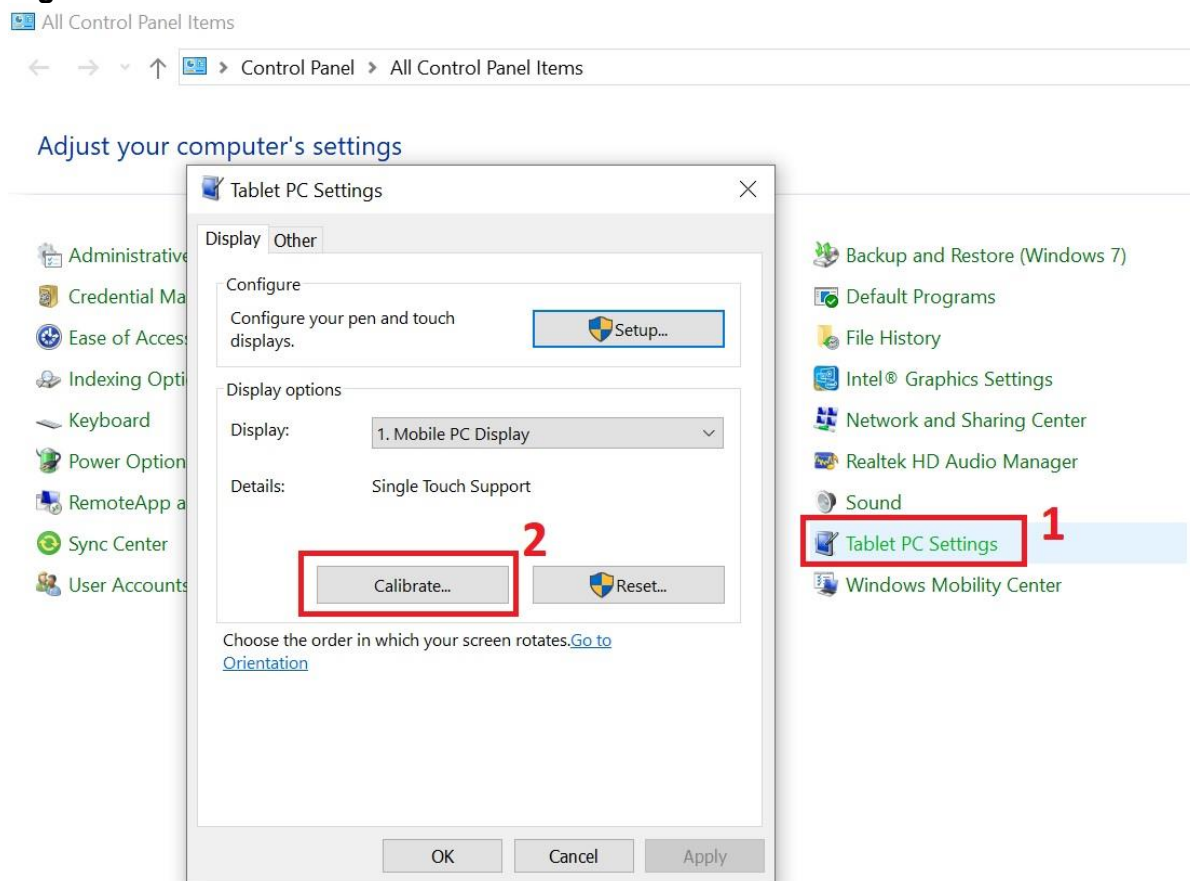 All Control Panel Items
Control Panel > All Control Panel Items
Adjust your computer's settings
Administrative
Credential Ma
Ease of Acces
Indexing Opti
Keyboard
Power Option
RemoteApp a
Sync Center
User Accounts
Tablet PC Settings
Display Other
Configure
Configure your pen and touch
displays.
Setup...
Display options
Display: 1. Mobile PC Display
Details: Single Touch Support
2
Calibrate... Reset...
Choose the order in which your screen rotates.Go to
Orientation
OK Cancel Apply
Backup and Restore (Windows 7)
Default Programs
File History
Intel® Graphics Settings
Network and Sharing Center
Realtek HD Audio Manager
Sound
Tablet PC Settings 1
Windows Mobility Center